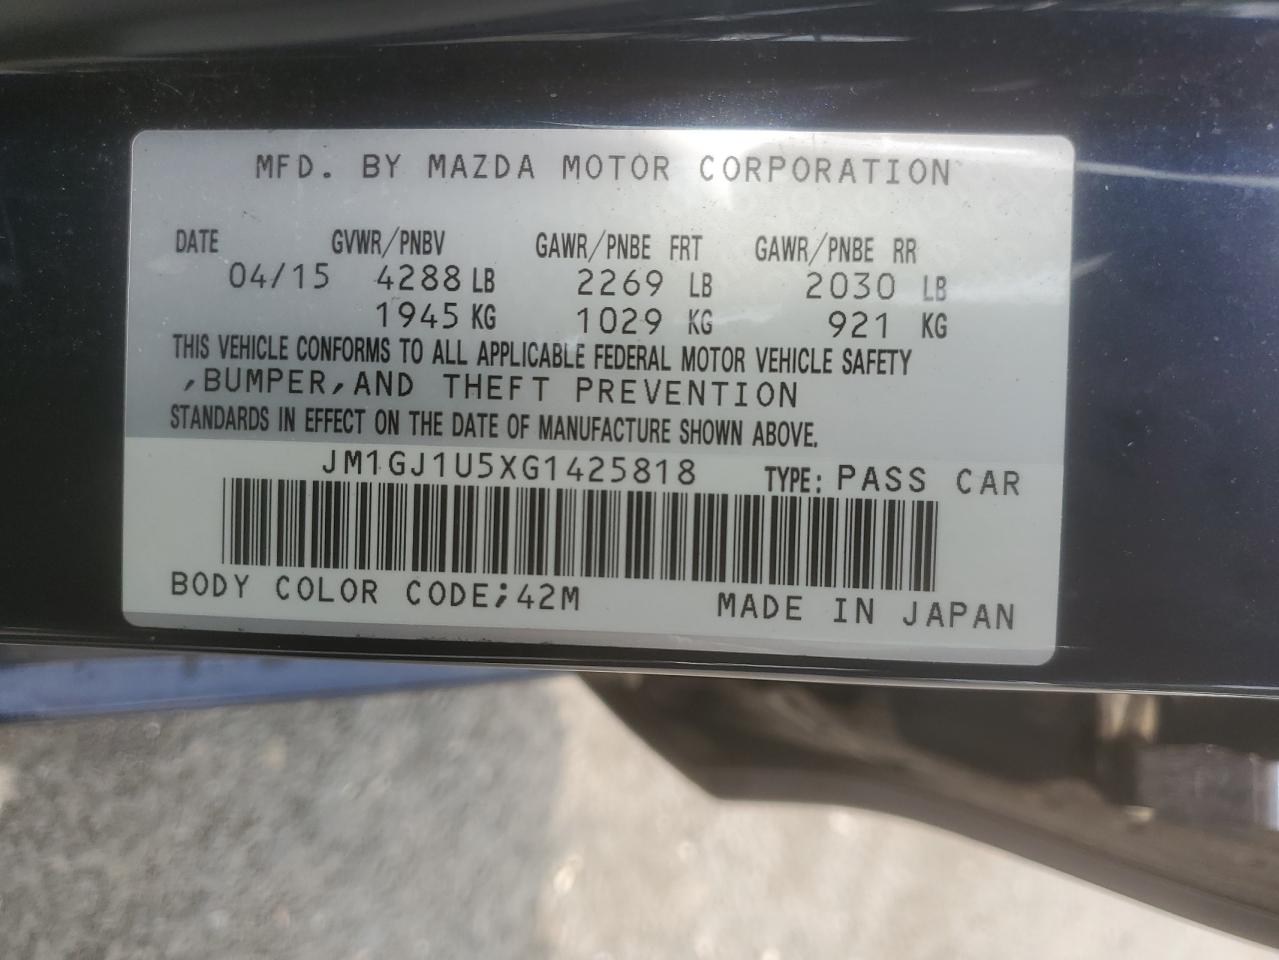 MFD. BY MAZDA MOTOR CORPORATION
DATE GVWR/PNBV GAWR/PNBE FRT GAWR/PNBE RR
04/15 4288 LB 2269 LB 2030 LB
1945 KG 1029 KG 921 KG
THIS VEHICLE CONFORMS TO ALL APPLICABLE FEDERAL MOTOR VEHICLE SAFETY
,BUMPER,AND THEFT PREVENTION
STANDARDS IN EFFECT ON THE DATE OF MANUFACTURE SHOWN ABOVE.
JM1GJ1U5XG1425818 TYPE: PASS CAR
BODY COLOR CODE;42M MADE IN JAPAN